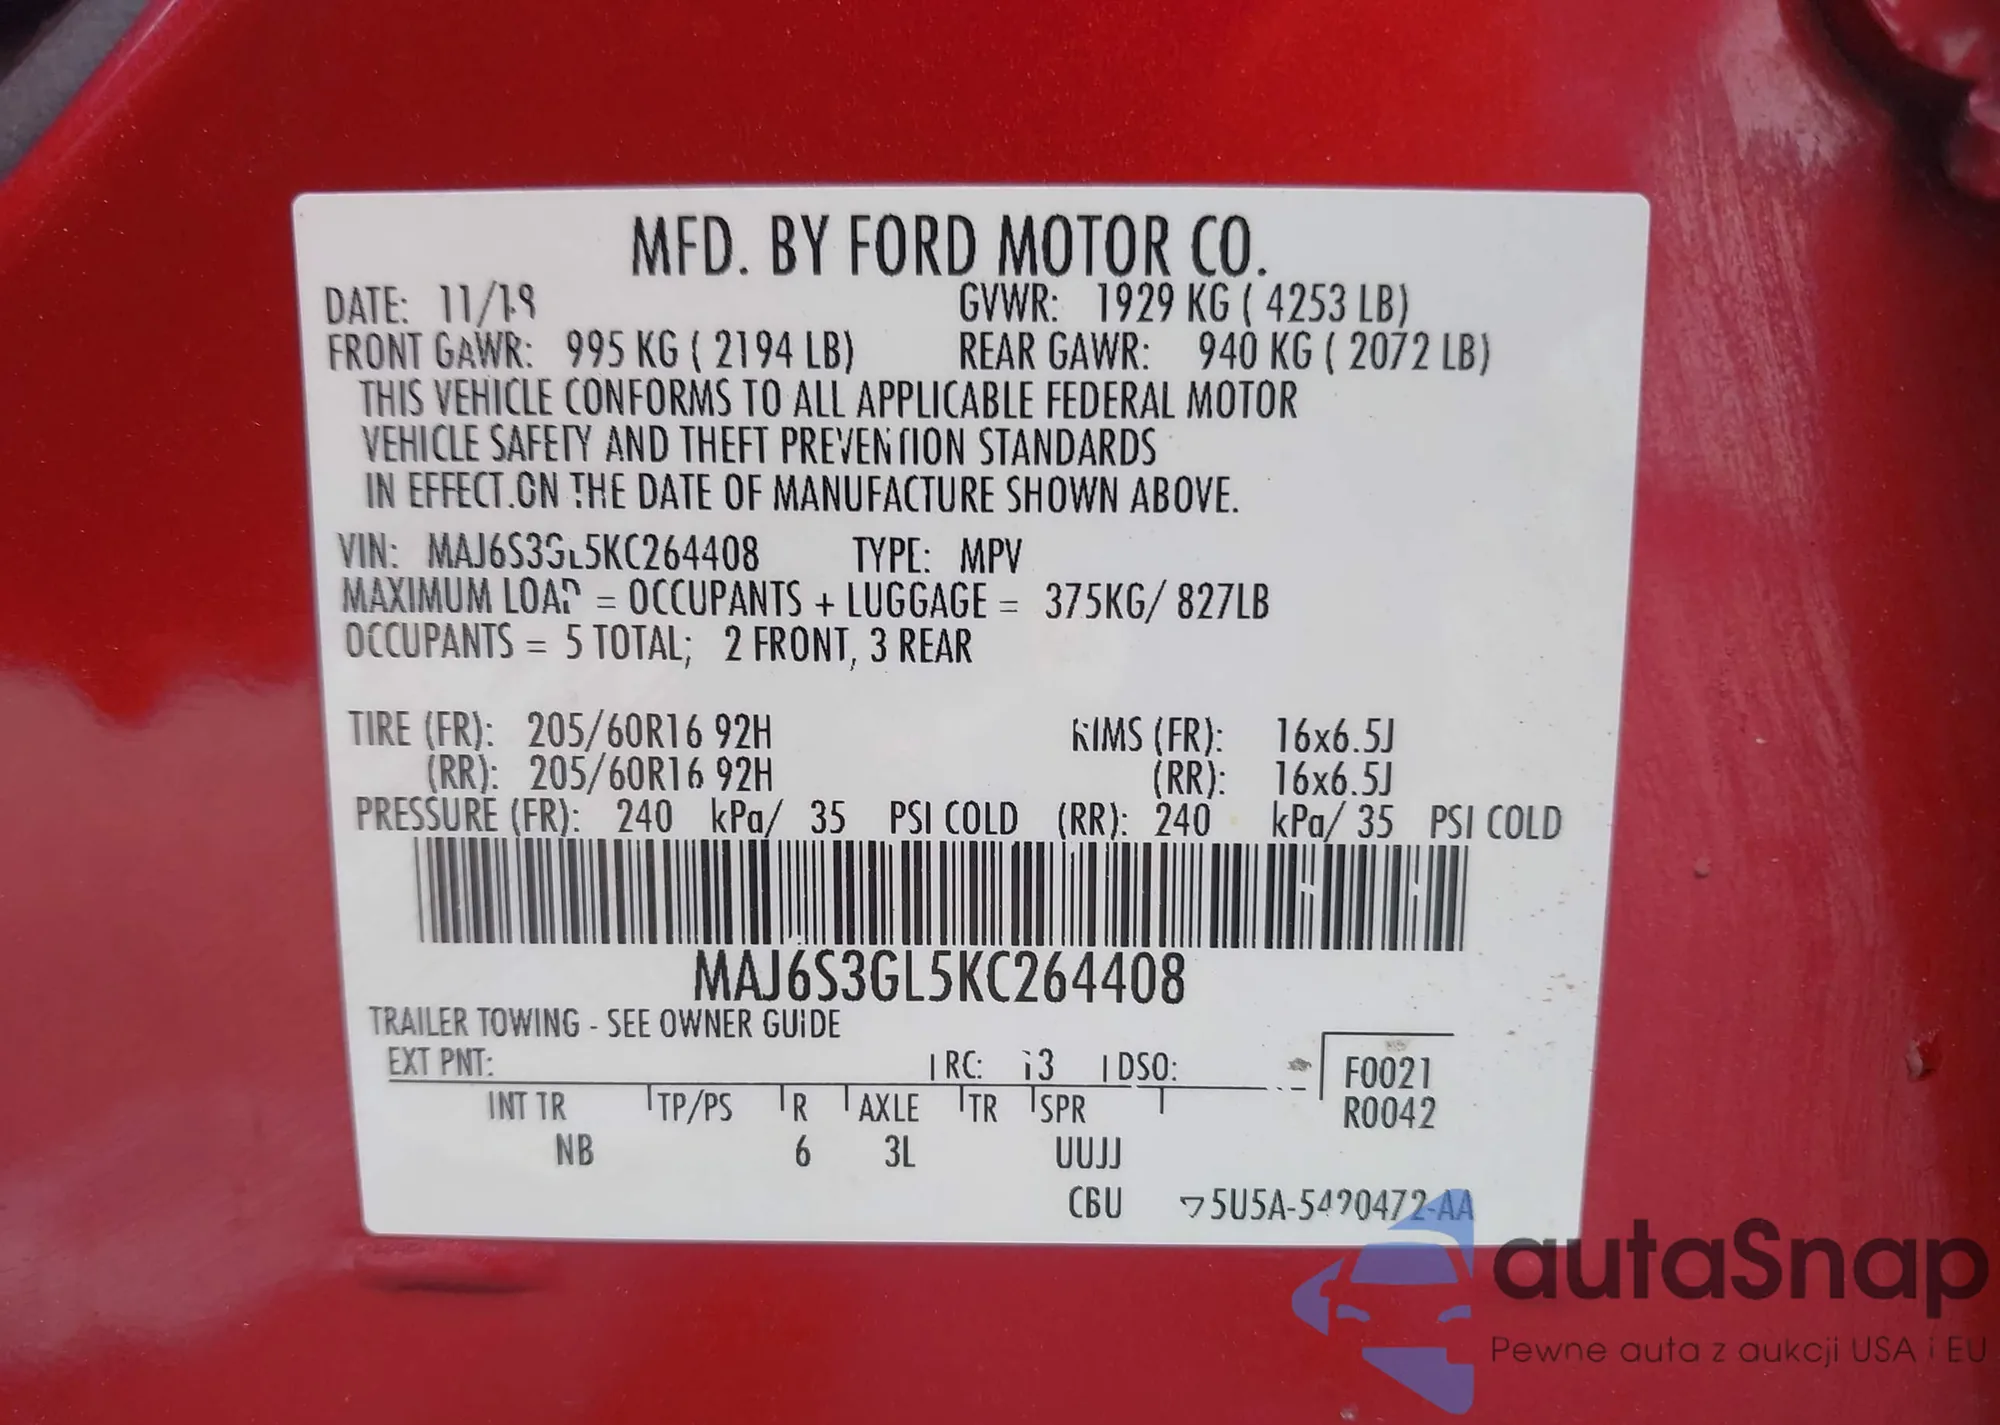 MFD. BY FORD MOTOR CO.
DATE: GVWR: 1929 KG ( 4253 LB)
FRONT GAWR: 995 KG ( 2194 LB) REAR GAWR: 940 KG ( 2072 LB)
THIS VEHICLE CONFORMS TO ALL APPLICABLE FEDERAL MOTOR
VEHICLE SAFETY AND THEFT PREVENTION STANDARDS
IN EFFECT ON THE DATE OF MANUFACTURE SHOWN ABOVE.
VIN: MAJ6S3GL5KC264408 TYPE: MPV
MAXIMUM LOAD = OCCUPANTS + LUGGAGE = 375KG/ 827LB
OCCUPANTS = 5 TOTAL; 2 FRONT, 3 REAR
TIRE (FR): 205/60R16 92H RIMS (FR): 16x6.5J
(RR): 205/60R16 92H (RR): 16x6.5J
PRESSURE (FR): 240 kPa/ 35 PSI COLD (RR): 240 kPa/ 35 PSI COLD
MAJ6S3GL5KC264408
TRAILER TOWING - SEE OWNER GUIDE
EXT PNT: RC: DSO: F0021
INT TR TP/PS R AXLE TR SPR R0042
NB 6 3L UUJJ
CBU
autaSnap
Pewne auta z aukcji USA i EU